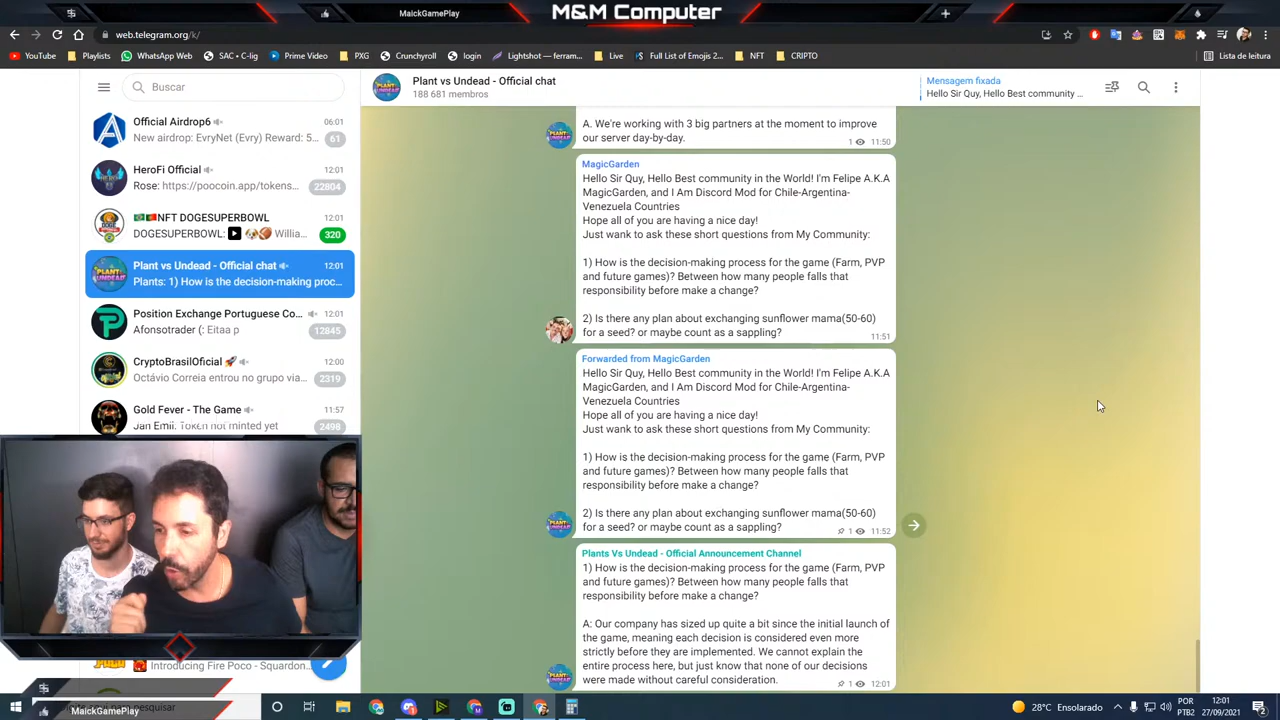 MaickGamePlay
M&M Computer
web.telegram.org/k/
YouTube
Playlists
WhatsApp Web
SAC • C-lig
Prime Video
PXG
Crunchyroll
login
Lightshot — ferram...
Live
Full List of Emojis 2...
NFT
CRIPTO
Lista de leitura
Buscar
Official Airdrop6
06:01
New airdrop: EvryNet (Evry) Reward: 5...
61
HeroFi Official
12:01
Rose: https://poocoin.app/tokens...
22804
NFT DOGESUPERBOWL
12:01
DOGESUPERBOWL: Willia...
320
Plant vs Undead - Official chat
12:01
Plants: 1) How is the decision-making proc...
Position Exchange Portuguese Co...
12:01
Afonsotrader (: Eitaa p
12845
CryptoBrasilOficial
12:00
Octávio Correia entrou no grupo via...
2319
Gold Fever - The Game
11:57
Jan Emil: Token not minted yet
2498
Introducing Fire Poco - Squardon...
Plant vs Undead - Official chat
188 681 membros
Mensagem fixada
Hello Sir Quy, Hello Best community ...
A. We're working with 3 big partners at the moment to improve
our server day-by-day.
1 11:50
MagicGarden
Hello Sir Quy, Hello Best community in the World! I'm Felipe A.K.A
MagicGarden, and I Am Discord Mod for Chile-Argentina-
Venezuela Countries
Hope all of you are having a nice day!
Just wank to ask these short questions from My Community:
1) How is the decision-making process for the game (Farm, PVP
and future games)? Between how many people falls that
responsibility before make a change?
2) Is there any plan about exchanging sunflower mama(50-60)
for a seed? or maybe count as a sappling?
11:51
Forwarded from MagicGarden
Hello Sir Quy, Hello Best community in the World! I'm Felipe A.K.A
MagicGarden, and I Am Discord Mod for Chile-Argentina-
Venezuela Countries
Hope all of you are having a nice day!
Just wank to ask these short questions from My Community:
1) How is the decision-making process for the game (Farm, PVP
and future games)? Between how many people falls that
responsibility before make a change?
2) Is there any plan about exchanging sunflower mama(50-60)
for a seed? or maybe count as a sappling?
1 11:52
Plants Vs Undead - Official Announcement Channel
1) How is the decision-making process for the game (Farm, PVP
and future games)? Between how many people falls that
responsibility before make a change?
A: Our company has sized up quite a bit since the initial launch of
the game, meaning each decision is considered even more
strictly before they are implemented. We cannot explain the
entire process here, but just know that none of our decisions
were made without careful consideration.
1 12:01
MaickGamePlay
pesquisar
28°C Ensolarado
POR
PTB2
12:01
27/09/2021